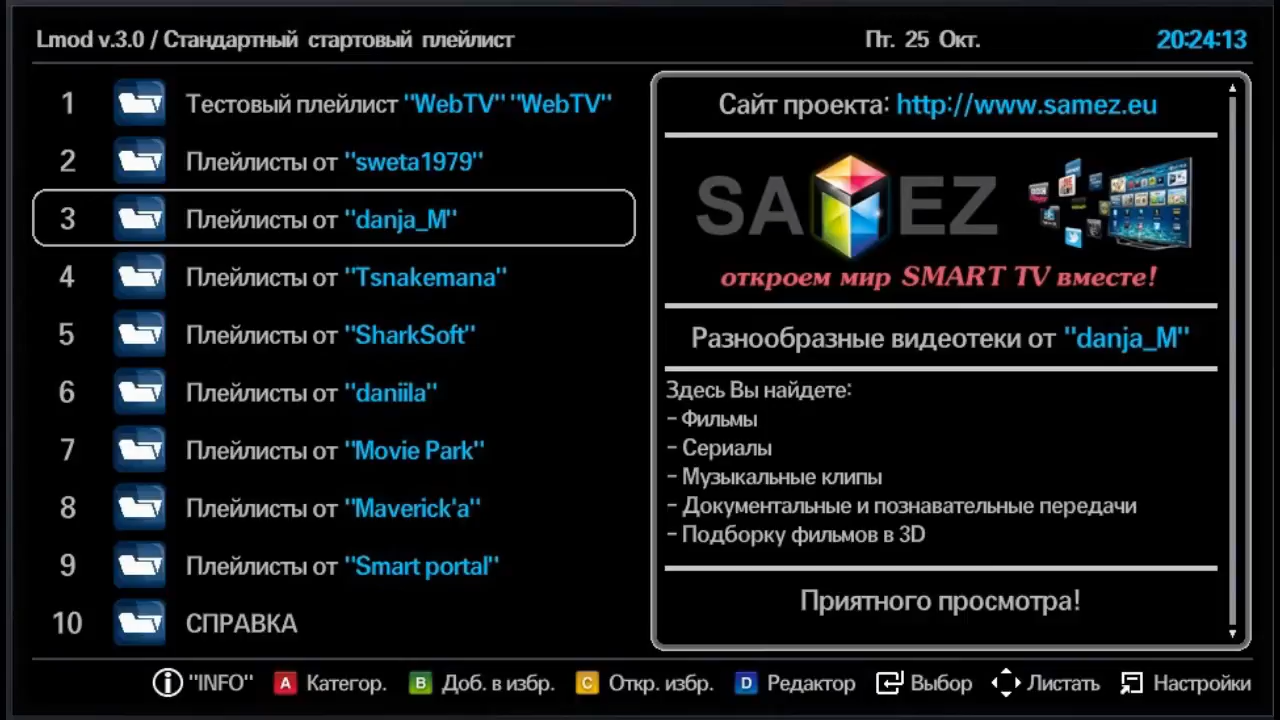 Lmod v.3.0 / Стандартный стартовый плейлист
Пт. 25 Окт.
20:24:13
1 Тестовый плейлист "WebTV" "WebTV"
2 Плейлисты от "sweta1979"
3 Плейлисты от "danja_M"
4 Плейлисты от "Tsnakemana"
5 Плейлисты от "SharkSoft"
6 Плейлисты от "daniila"
7 Плейлисты от "Movie Park"
8 Плейлисты от "Maverick'a"
9 Плейлисты от "Smart portal"
10 СПРАВКА
Сайт проекта: http://www.samez.eu
SAMEZ
откроем мир SMART TV вместе!
Разнообразные видеотеки от "danja_M"
Здесь Вы найдете:
- Фильмы
- Сериалы
- Музыкальные клипы
- Документальные и познавательные передачи
- Подборку фильмов в 3D
Приятного просмотра!
"INFO" A Категор. B Доб. в избр. C Откр. избр. D Редактор Выбор Листать Настройки